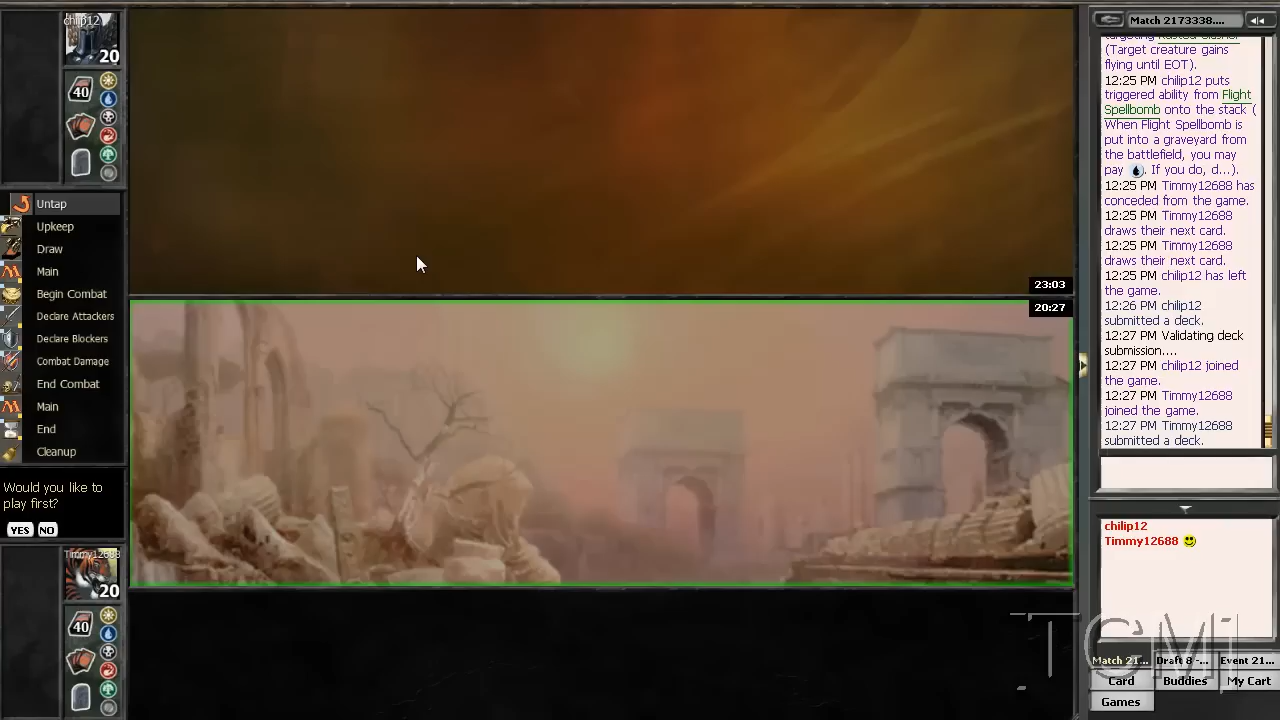 chlip12
20
40
Untap
Upkeep
Draw
Main
Begin Combat
Declare Attackers
Declare Blockers
Combat Damage
End Combat
Main
End
Cleanup
Would you like to
play first?
YES NO
Timmy12688
20
40
23:03
20:27
Match 2173338....
targeting Rusted Slasher
(Target creature gains
flying until EOT).
12:25 PM chilip12 puts
triggered ability from Flight
Spellbomb onto the stack (
When Flight Spellbomb is
put into a graveyard from
the battlefield, you may
pay . If you do, d...).
12:25 PM Timmy12688 has
conceded from the game.
12:25 PM Timmy12688
draws their next card.
12:25 PM Timmy12688
draws their next card.
12:25 PM chilip12 has left
the game.
12:26 PM chilip12
submitted a deck.
12:27 PM Validating deck
submission....
12:27 PM chilip12 joined
the game.
12:27 PM Timmy12688
joined the game.
12:27 PM Timmy12688
submitted a deck.
chilip12
Timmy12688
Match 21... Draft 8 -... Event 21...
Card Buddies My Cart
Games